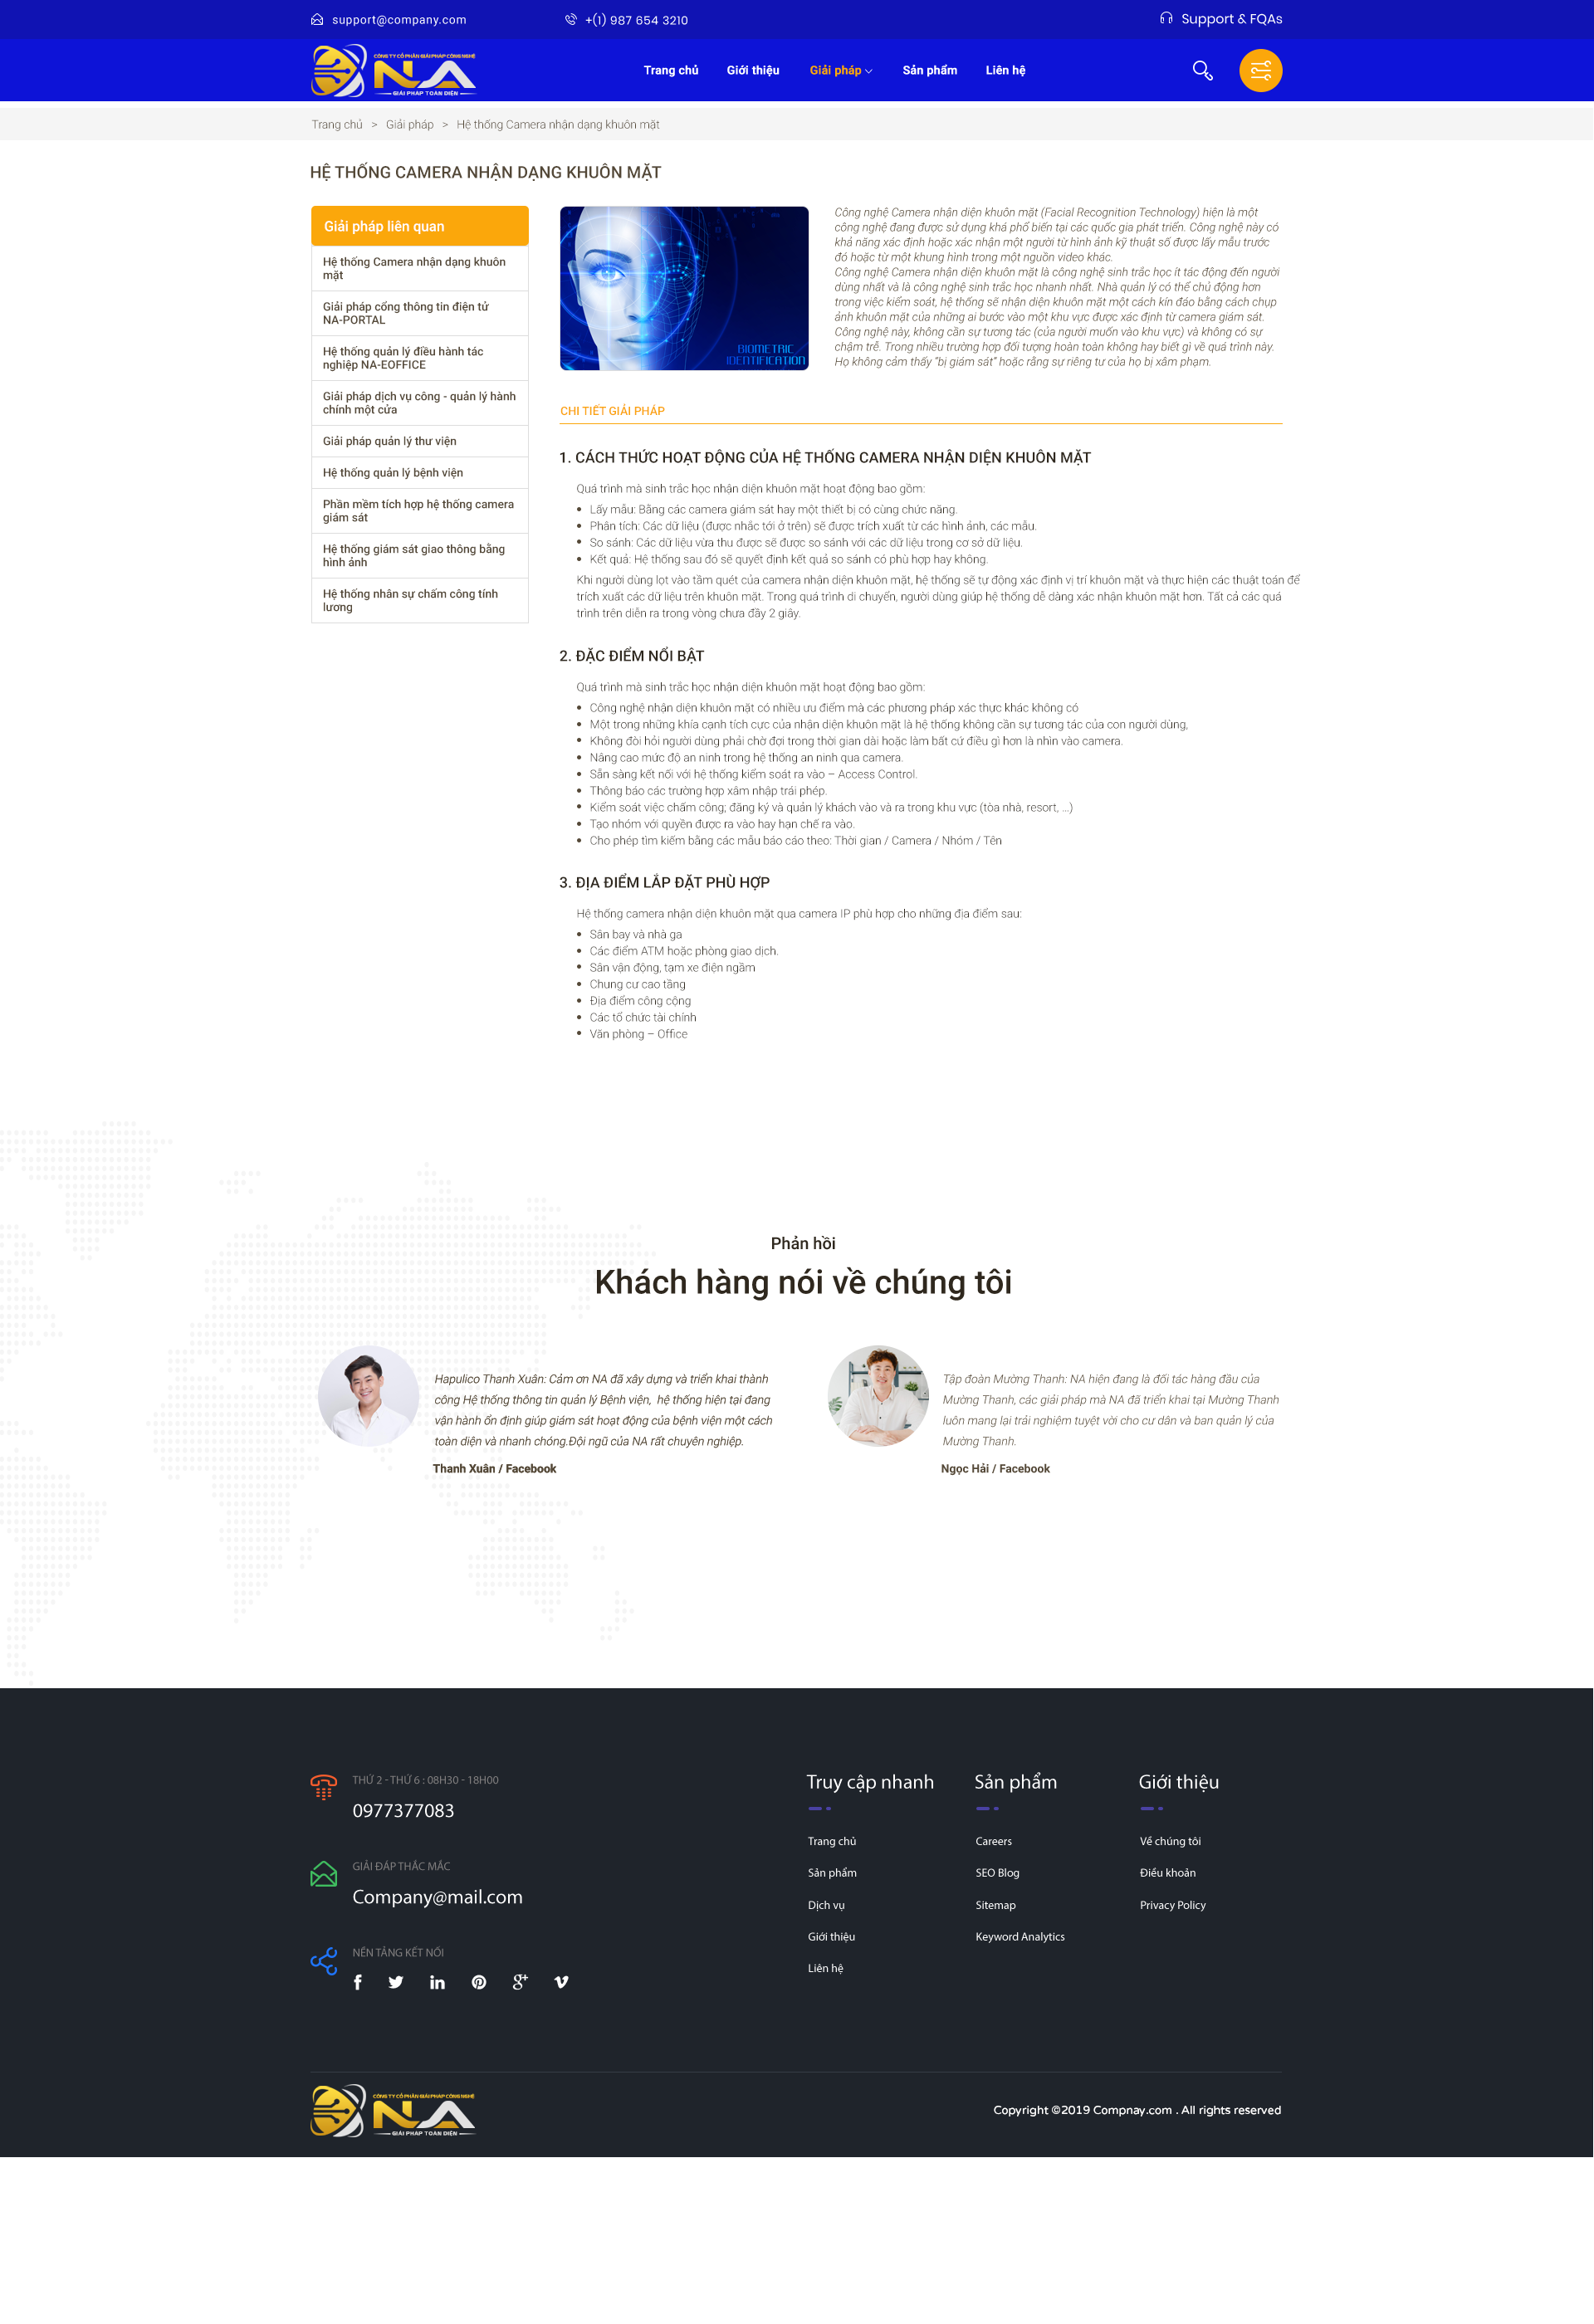 support@company.com
+(1) 987 654 3210
Support & FQAs
CÔNG TY CỔ PHẦN GIẢI PHÁP CÔNG NGHỆ
NA
GIẢI PHÁP TOÀN DIỆN
Trang chủ
Giới thiệu
Giải pháp
Sản phẩm
Liên hệ
Trang chủ > Giải pháp > Hệ thống Camera nhận dạng khuôn mặt
HỆ THỐNG CAMERA NHẬN DẠNG KHUÔN MẶT
Giải pháp liên quan
Hệ thống Camera nhận dạng khuôn
mặt
Giải pháp cổng thông tin điện tử
NA-PORTAL
Hệ thống quản lý điều hành tác
nghiệp NA-EOFFICE
Giải pháp dịch vụ công - quản lý hành
chính một cửa
Giải pháp quản lý thư viện
Hệ thống quản lý bệnh viện
Phần mềm tích hợp hệ thống camera
giám sát
Hệ thống giám sát giao thông bằng
hình ảnh
Hệ thống nhân sự chấm công tính
lương
BIOMETRIC
IDENTIFICATION
Công nghệ Camera nhận diện khuôn mặt (Facial Recognition Technology) hiện là một
công nghệ đang được sử dụng khá phổ biến tại các quốc gia phát triển. Công nghệ này có
khả năng xác định hoặc xác nhận một người từ hình ảnh kỹ thuật số được lấy mẫu trước
đó hoặc từ một khung hình trong một nguồn video khác.
Công nghệ Camera nhận diện khuôn mặt là công nghệ sinh trắc học ít tác động đến người
dùng nhất và là công nghệ sinh trắc học nhanh nhất. Nhà quản lý có thể chủ động hơn
trong việc kiểm soát, hệ thống sẽ nhận diện khuôn mặt một cách kín đáo bằng cách chụp
ảnh khuôn mặt của những ai bước vào một khu vực được xác định từ camera giám sát.
Công nghệ này, không cần sự tương tác (của người muốn vào khu vực) và không có sự
chậm trễ. Trong nhiều trường hợp đối tượng hoàn toàn không hay biết gì về quá trình này.
Họ không cảm thấy "bị giám sát" hoặc rằng sự riêng tư của họ bị xâm phạm.
CHI TIẾT GIẢI PHÁP
1. CÁCH THỨC HOẠT ĐỘNG CỦA HỆ THỐNG CAMERA NHẬN DIỆN KHUÔN MẶT
Quá trình mà sinh trắc học nhận diện khuôn mặt hoạt động bao gồm:
Lấy mẫu: Bằng các camera giám sát hay một thiết bị có cùng chức năng.
Phân tích: Các dữ liệu (được nhắc tới ở trên) sẽ được trích xuất từ các hình ảnh, các mẫu.
So sánh: Các dữ liệu vừa thu được sẽ được so sánh với các dữ liệu trong cơ sở dữ liệu.
Kết quả: Hệ thống sau đó sẽ quyết định kết quả so sánh có phù hợp hay không.
Khi người dùng lọt vào tầm quét của camera nhận diện khuôn mặt, hệ thống sẽ tự động xác định vị trí khuôn mặt và thực hiện các thuật toán để
trích xuất các dữ liệu trên khuôn mặt. Trong quá trình di chuyển, người dùng giúp hệ thống dễ dàng xác nhận khuôn mặt hơn. Tất cả các quá
trình trên diễn ra trong vòng chưa đầy 2 giây.
2. ĐẶC ĐIỂM NỔI BẬT
Quá trình mà sinh trắc học nhận diện khuôn mặt hoạt động bao gồm:
Công nghệ nhận diện khuôn mặt có nhiều ưu điểm mà các phương pháp xác thực khác không có
Một trong những khía cạnh tích cực của nhận diện khuôn mặt là hệ thống không cần sự tương tác của con người dùng,
Không đòi hỏi người dùng phải chờ đợi trong thời gian dài hoặc làm bất cứ điều gì hơn là nhìn vào camera.
Nâng cao mức độ an ninh trong hệ thống an ninh qua camera.
Sẵn sàng kết nối với hệ thống kiểm soát ra vào – Access Control.
Thông báo các trường hợp xâm nhập trái phép.
Kiểm soát việc chấm công; đăng ký và quản lý khách vào và ra trong khu vực (tòa nhà, resort, ...)
Tạo nhóm với quyền được ra vào hay hạn chế ra vào.
Cho phép tìm kiếm bằng các mẫu báo cáo theo: Thời gian / Camera / Nhóm / Tên
3. ĐỊA ĐIỂM LẮP ĐẶT PHÙ HỢP
Hệ thống camera nhận diện khuôn mặt qua camera IP phù hợp cho những địa điểm sau:
Sân bay và nhà ga
Các điểm ATM hoặc phòng giao dịch.
Sân vận động, tạm xe điện ngầm
Chung cư cao tầng
Địa điểm công cộng
Các tổ chức tài chính
Văn phòng – Office
Phản hồi
Khách hàng nói về chúng tôi
Hapulico Thanh Xuân: Cảm ơn NA đã xây dựng và triển khai thành
công Hệ thống thông tin quản lý Bệnh viện, hệ thống hiện tại đang
vận hành ổn định giúp giám sát hoạt động của bệnh viện một cách
toàn diện và nhanh chóng.Đội ngũ của NA rất chuyên nghiệp.
Thanh Xuân / Facebook
Tập đoàn Mường Thanh: NA hiện đang là đối tác hàng đầu của
Mường Thanh, các giải pháp mà NA đã triển khai tại Mường Thanh
luôn mang lại trải nghiệm tuyệt vời cho cư dân và ban quản lý của
Mường Thanh.
Ngọc Hải / Facebook
THỨ 2 - THỨ 6 : 08H30 - 18H00
0977377083
GIẢI ĐÁP THẮC MẮC
Company@mail.com
NỀN TẢNG KẾT NỐI
Truy cập nhanh
Trang chủ
Sản phẩm
Dịch vụ
Giới thiệu
Liên hệ
Sản phẩm
Careers
SEO Blog
Sitemap
Keyword Analytics
Giới thiệu
Về chúng tôi
Điều khoản
Privacy Policy
CÔNG TY CỔ PHẦN GIẢI PHÁP CÔNG NGHỆ
NA
GIẢI PHÁP TOÀN DIỆN
Copyright ©2019 Compnay.com . All rights reserved